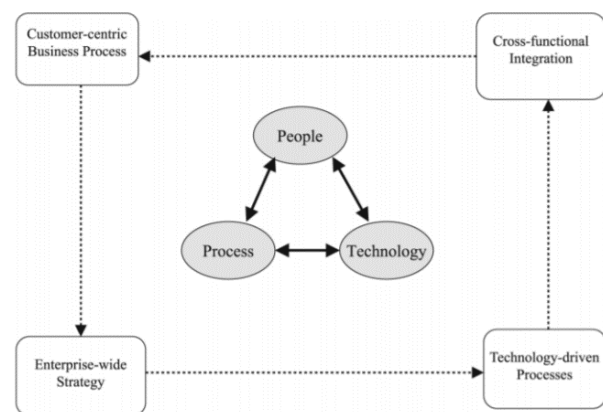 Customer-centric
Business Process
Cross-functional
Integration
People
Process
Technology
Enterprise-wide
Strategy
Technology-driven
Processes